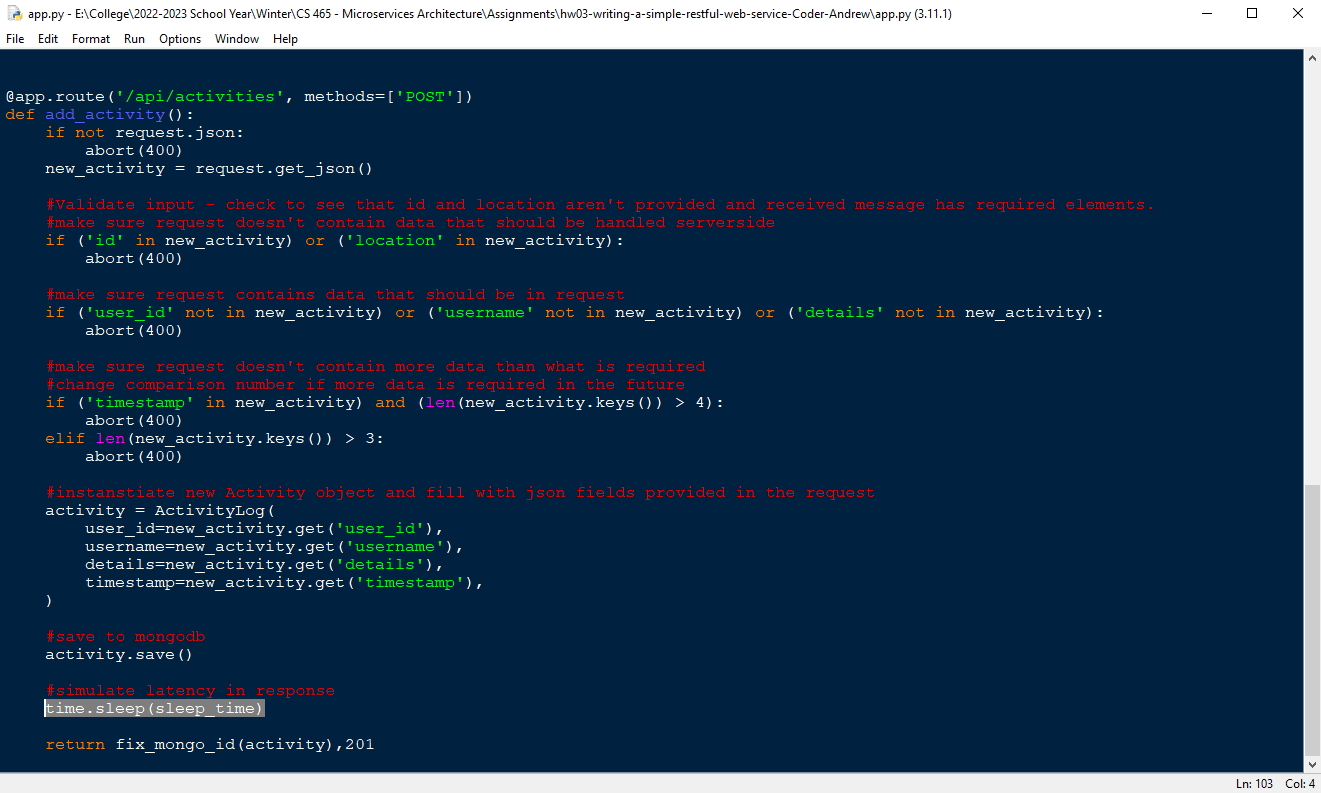 app.py - E:\College\2022-2023 School Year\Winter\CS 465 - Microservices Architecture\Assignments\hw03-writing-a-simple-restful-web-service-Coder-Andrew\app.py (3.11.1)
File Edit Format Run Options Window Help
@app.route('/api/activities', methods=['POST'])
def add_activity():
    if not request.json:
        abort(400)
    new_activity = request.get_json()
    #Validate input - check to see that id and location aren't provided and received message has required elements.
    #make sure request doesn't contain data that should be handled serverside
    if ('id' in new_activity) or ('location' in new_activity):
        abort(400)
    #make sure request contains data that should be in request
    if ('user_id' not in new_activity) or ('username' not in new_activity) or ('details' not in new_activity):
        abort(400)
    #make sure request doesn't contain more data than what is required
    #change comparison number if more data is required in the future
    if ('timestamp' in new_activity) and (len(new_activity.keys()) > 4):
        abort(400)
    elif len(new_activity.keys()) > 3:
        abort(400)
    #instanstiate new Activity object and fill with json fields provided in the request
    activity = ActivityLog(
        user_id=new_activity.get('user_id'),
        username=new_activity.get('username'),
        details=new_activity.get('details'),
        timestamp=new_activity.get('timestamp'),
    )
    #save to mongodb
    activity.save()
    #simulate latency in response
    time.sleep(sleep_time)
    return fix_mongo_id(activity),201
Ln: 103 Col: 4